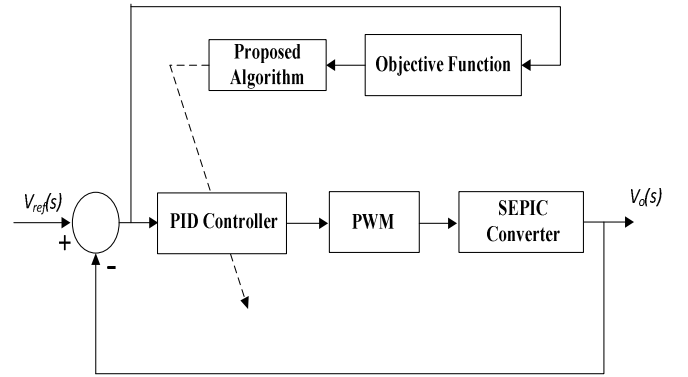 Proposed
Algorithm
Objective Function
Vref(s)
+
-
PID Controller
PWM
SEPIC
Converter
Vo(s)